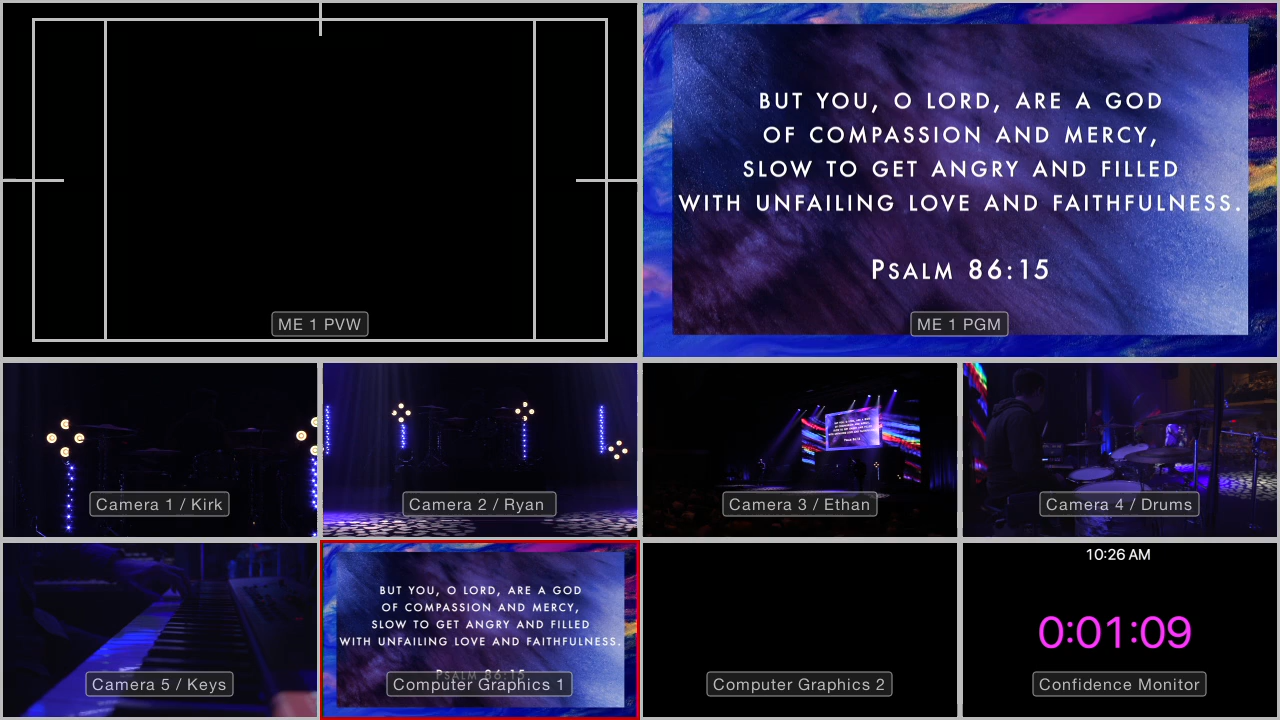 ME 1 PVW
BUT YOU, O LORD, ARE A GOD
OF COMPASSION AND MERCY,
SLOW TO GET ANGRY AND FILLED
WITH UNFAILING LOVE AND FAITHFULNESS.
PSALM 86:15
ME 1 PGM
Camera 1 / Kirk
Camera 2 / Ryan
Camera 3 / Ethan
Camera 4 / Drums
Camera 5 / Keys
BUT YOU, O LORD, ARE A GOD
OF COMPASSION AND MERCY,
SLOW TO GET ANGRY AND FILLED
WITH UNFAILING LOVE AND FAITHFULNESS.
PSALM 86:15
Computer Graphics 1
Computer Graphics 2
10:26 AM
0:01:09
Confidence Monitor